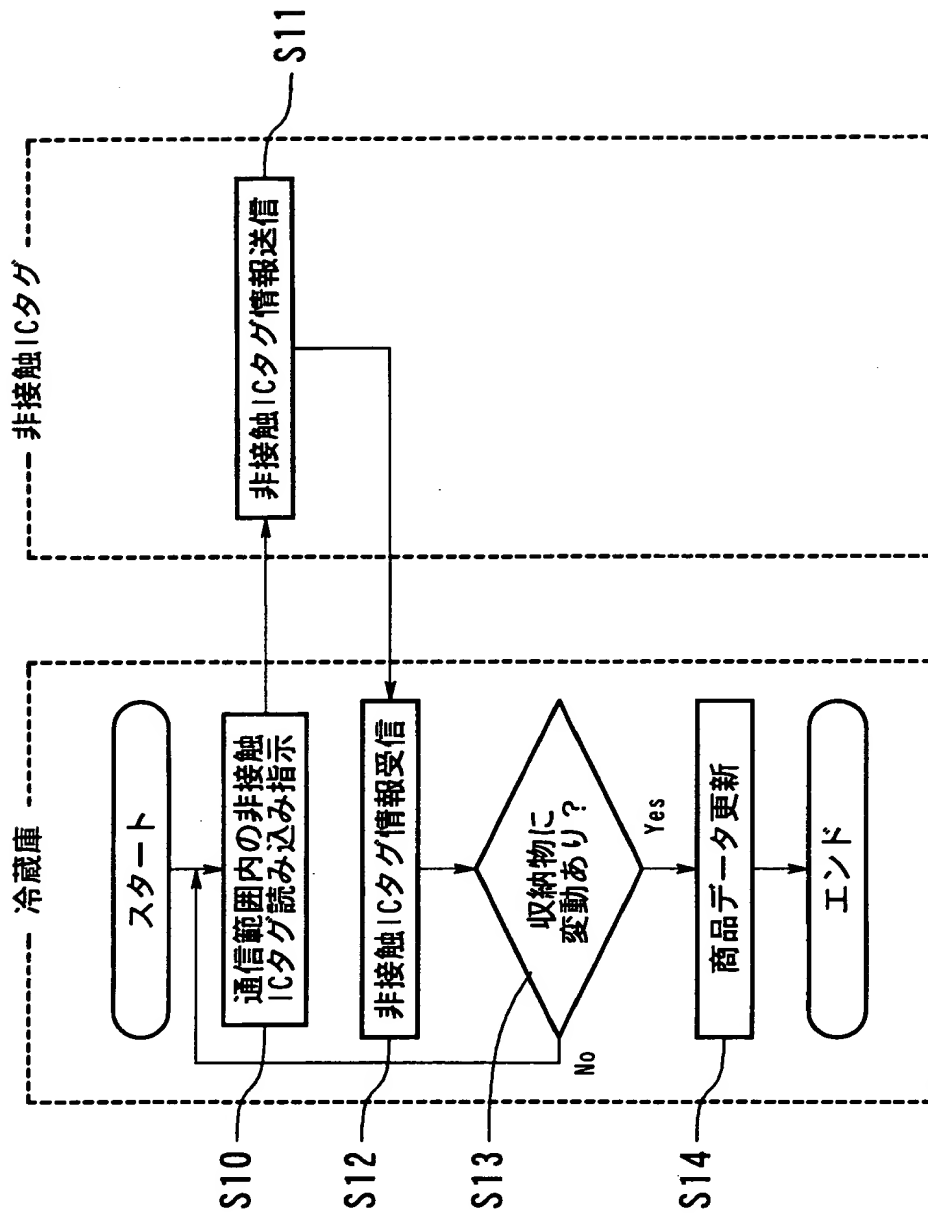 冷蔵庫
非接触ICタグ
スタート
通信範囲内の非接触
ICタグ読み込み指示
S10
非接触ICタグ情報送信
S11
非接触ICタグ情報受信
S12
収納物に
変動あり?
S13
No
Yes
商品データ更新
S14
エンド